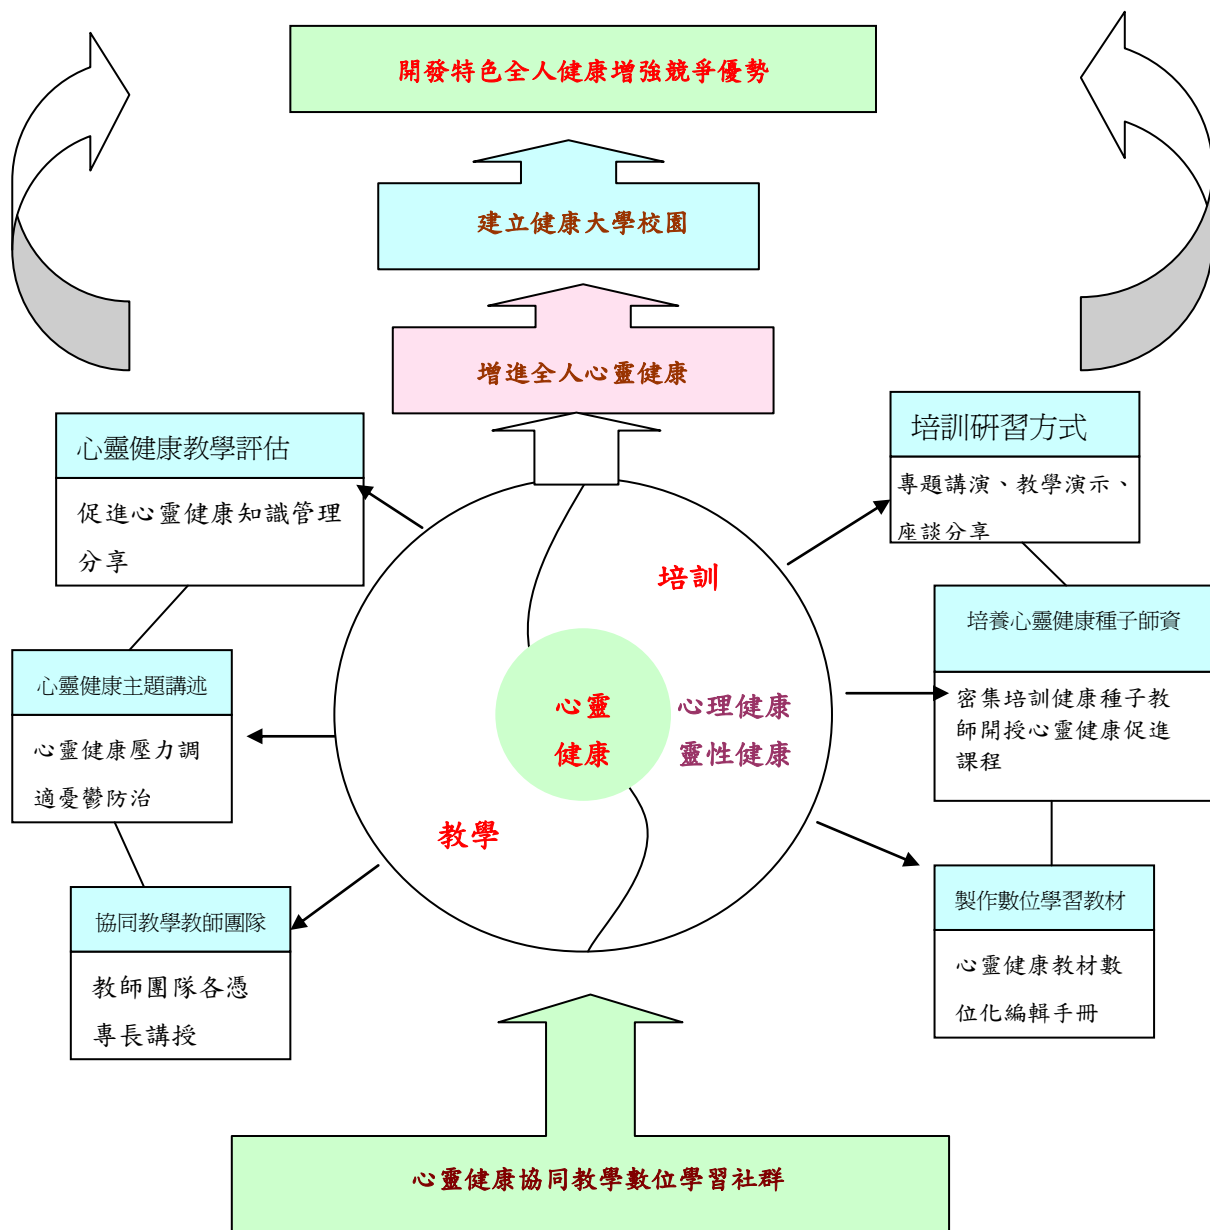 開發特色全人健康增強競爭優勢
建立健康大學校園
增進全人心靈健康
心靈健康教學評估
促進心靈健康知識管理
分享
培訓研習方式
專題講演、教學演示、
座談分享
培訓
培養心靈健康種子師資
密集培訓健康種子教
師開授心靈健康促進
課程
心靈健康主題講述
心靈健康壓力調
適憂鬱防治
心靈
健康
心理健康
靈性健康
教學
協同教學教師團隊
教師團隊各憑
專長講授
製作數位學習教材
心靈健康教材數
位化編輯手冊
心靈健康協同教學數位學習社群